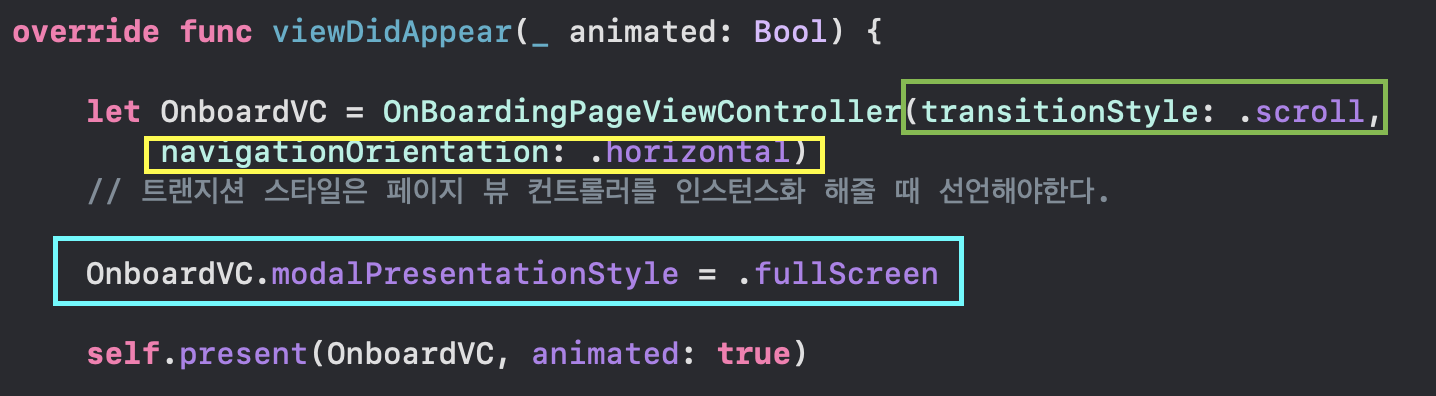 override func viewDidAppear(_ animated: Bool) {
let OnboardVC = OnBoardingPageViewController(transitionStyle: .scroll,
navigationOrientation: .horizontal)
// 트랜지션 스타일은 페이지 뷰 컨트롤러를 인스턴스화 해줄 때 선언해야한다.
OnboardVC.modalPresentationStyle = .fullScreen
self.present(OnboardVC, animated: true)